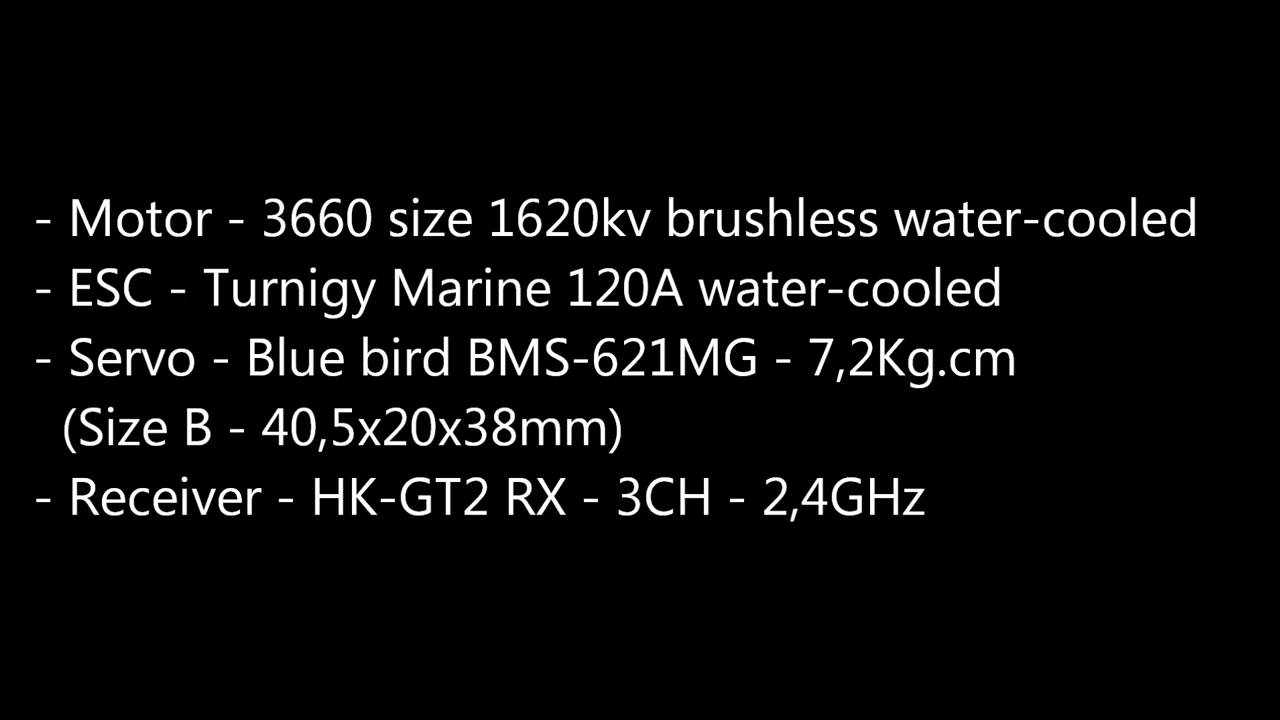 - Motor - 3660 size 1620kv brushless water-cooled
- ESC - Turnigy Marine 120A water-cooled
- Servo - Blue bird BMS-621MG - 7,2Kg.cm
(Size B - 40,5x20x38mm)
- Receiver - HK-GT2 RX - 3CH - 2,4GHz